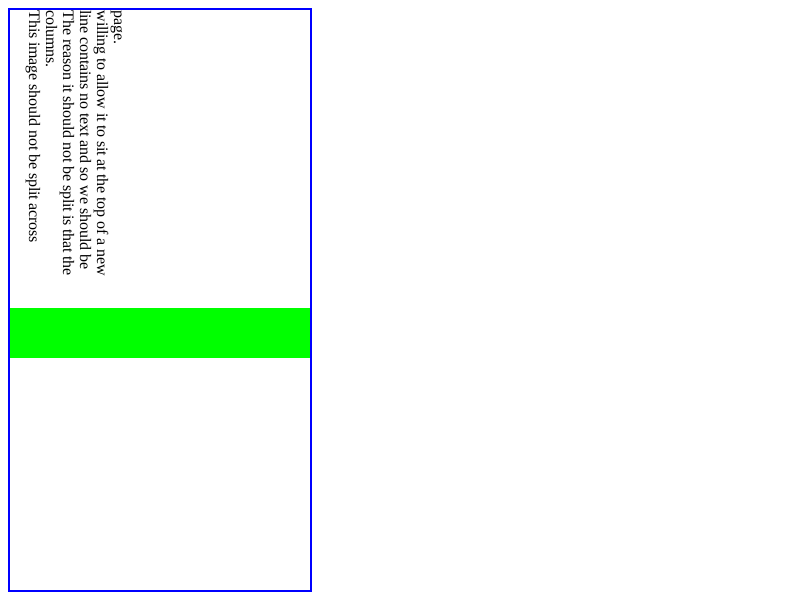 This image should not be split across
columns.
The reason it should not be split is that the
line contains no text and so we should be
willing to allow it to sit at the top of a new
page.